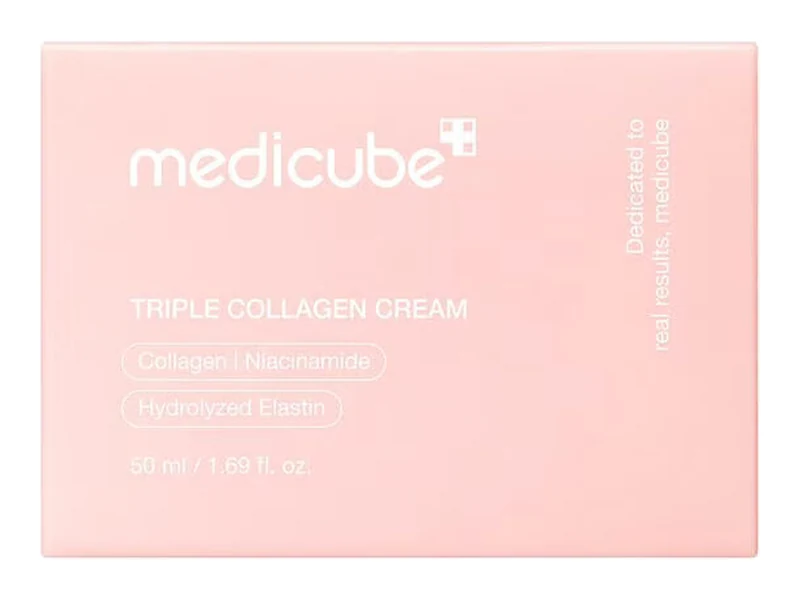 medicube
TRIPLE COLLAGEN CREAM
Collagen | Niacinamide
Hydrolyzed Elastin
50 ml / 1.69 fl. oz.
Dedicated to
real results, medicube